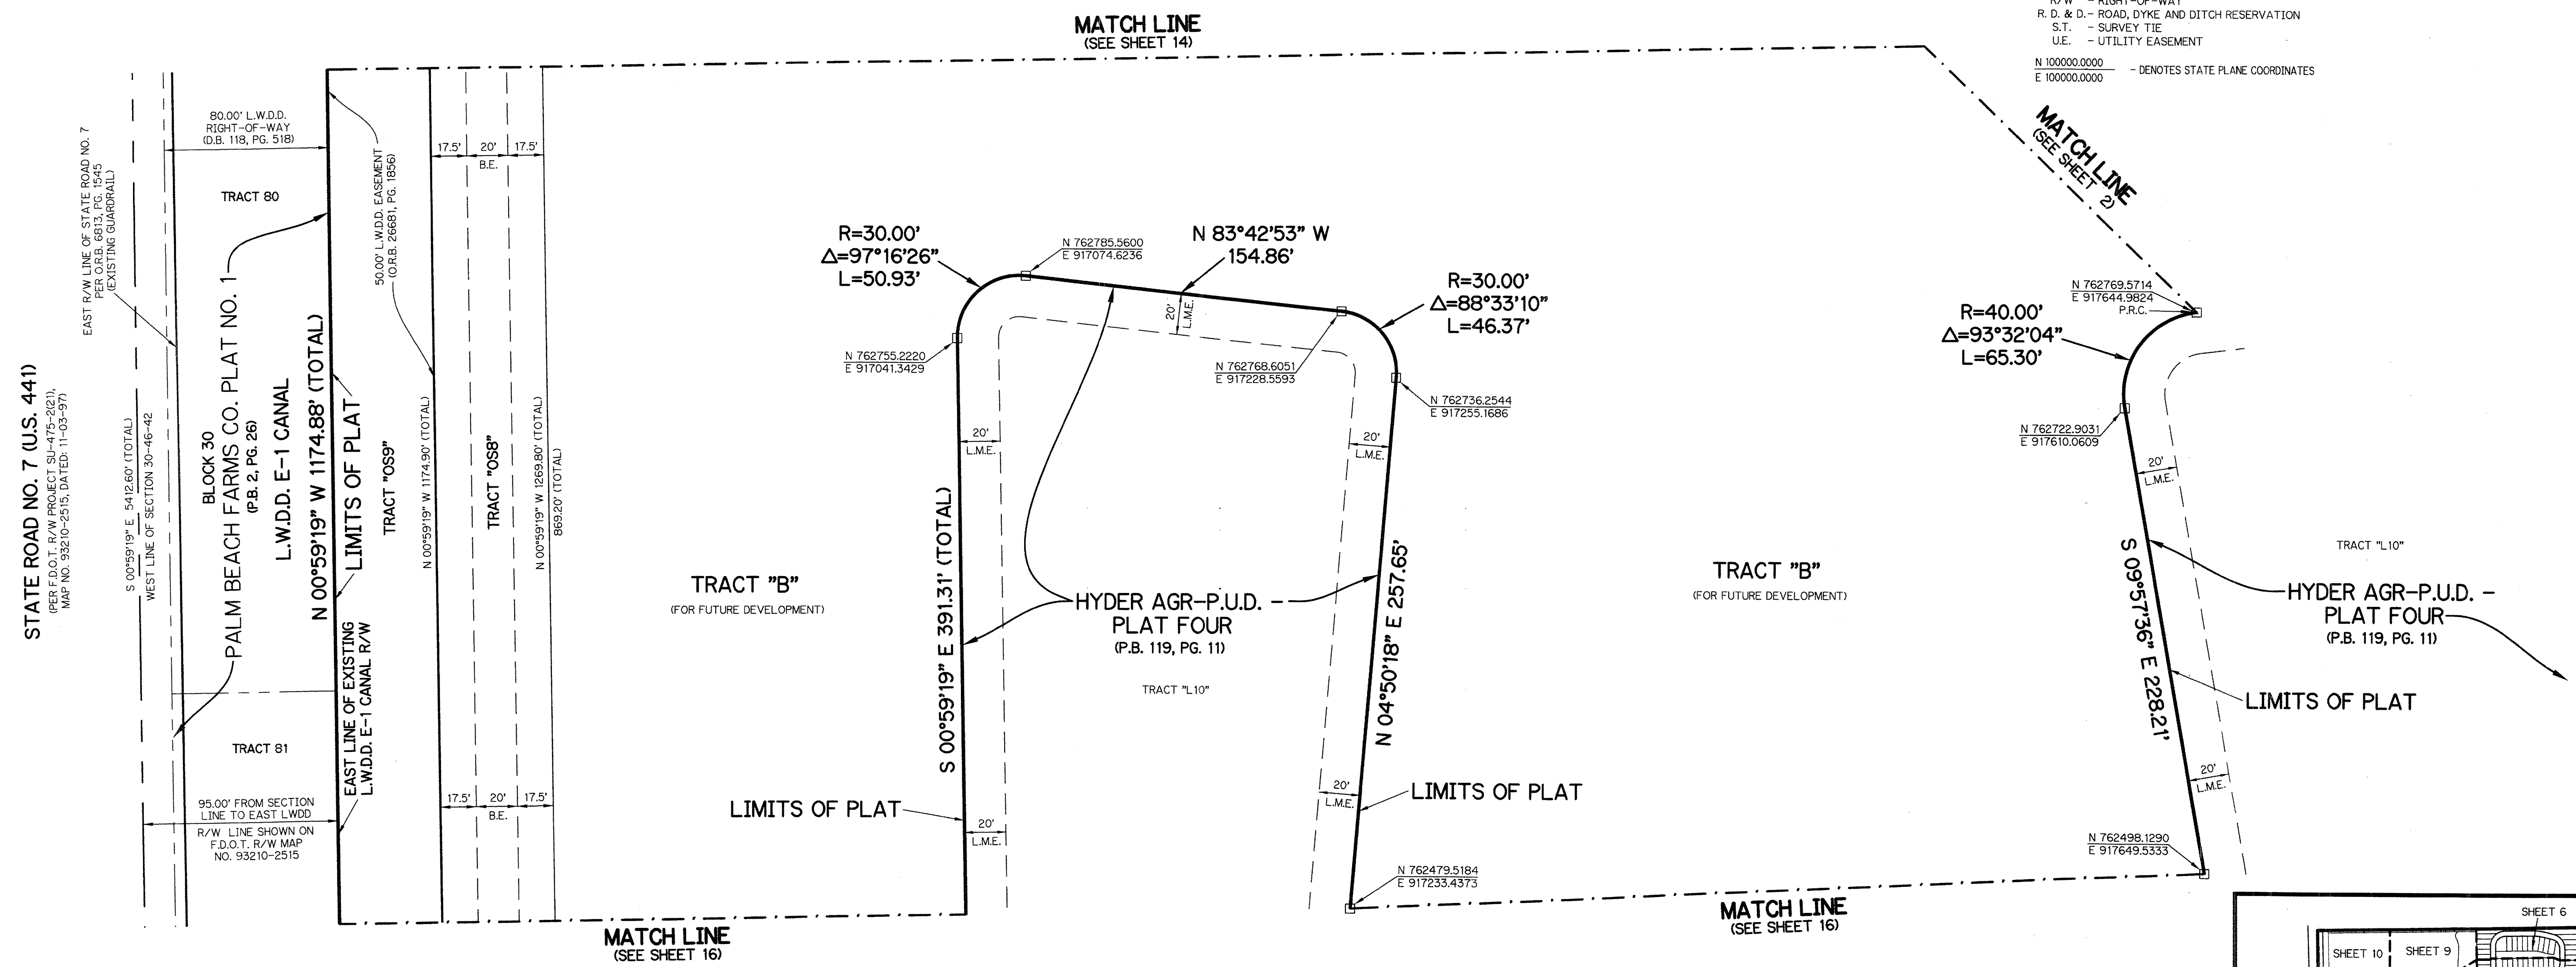 MATCH LINE
(SEE SHEET 14)
R/W - RIGHT-OF-WAY
R. D. & D. - ROAD, DYKE AND DITCH RESERVATION
S.T. - SURVEY TIE
U.E. - UTILITY EASEMENT
N 100000.0000
E 100000.0000
- DENOTES STATE PLANE COORDINATES
MATCH LINE
(SEE SHEET 2)
STATE ROAD NO. 7 (U.S. 441)
(PER F.D.O.T. R/W PROJECT SU-475-2(21),
MAP NO. 93210-2515, DATED: 11-03-97)
EAST R/W LINE OF STATE ROAD NO. 7
PER O.R.B. 6813, PG. 1545
(EXISTING GUARDRAIL)
S 00°59'19" E 5412.60' (TOTAL)
WEST LINE OF SECTION 30-46-42
80.00' L.W.D.D.
RIGHT-OF-WAY
(D.B. 118, PG. 518)
TRACT 80
BLOCK 30
PALM BEACH FARMS CO. PLAT NO. 1
(P.B. 2, PG. 26)
L.W.D.D. E-1 CANAL
N 00°59'19" W 1174.88' (TOTAL)
LIMITS OF PLAT
EAST LINE OF EXISTING
L.W.D.D. E-1 CANAL R/W
TRACT 81
95.00' FROM SECTION
LINE TO EAST LWDD
R/W LINE SHOWN ON
F.D.O.T. R/W MAP
NO. 93210-2515
50.00' L.W.D.D. EASEMENT
(O.R.B. 26681, PG. 1856)
TRACT "OS9"
N 00°59'19" W 1174.90' (TOTAL)
17.5' 20' 17.5'
B.E.
TRACT "OS8"
N 00°59'19" W 1269.80' (TOTAL)
869.20' (TOTAL)
17.5' 20' 17.5'
B.E.
TRACT "B"
(FOR FUTURE DEVELOPMENT)
R=30.00'
Δ=97°16'26"
L=50.93'
N 762785.5600
E 917074.6236
N 83°42'53" W
154.86'
N 762755.2220
E 917041.3429
20'
L.M.E.
N 762768.6051
E 917228.5593
R=30.00'
Δ=88°33'10"
L=46.37'
N 762736.2544
E 917255.1686
20'
L.M.E.
20'
L.M.E.
S 00°59'19" E 391.31' (TOTAL)
HYDER AGR-P.U.D. -
PLAT FOUR
(P.B. 119, PG. 11)
TRACT "L10"
N 04°50'18" E 257.65'
LIMITS OF PLAT
20'
L.M.E.
20'
L.M.E.
LIMITS OF PLAT
N 762479.5184
E 917233.4373
TRACT "B"
(FOR FUTURE DEVELOPMENT)
N 762769.5714
E 917644.9824
P.R.C.
R=40.00'
Δ=93°32'04"
L=65.30'
N 762722.9031
E 917610.0609
20'
L.M.E.
S 09°57'36" E 228.21'
TRACT "L10"
HYDER AGR-P.U.D. -
PLAT FOUR
(P.B. 119, PG. 11)
LIMITS OF PLAT
20'
L.M.E.
N 762498.1290
E 917649.5333
MATCH LINE
(SEE SHEET 16)
MATCH LINE
(SEE SHEET 16)
SHEET 6
SHEET 10
SHEET 9